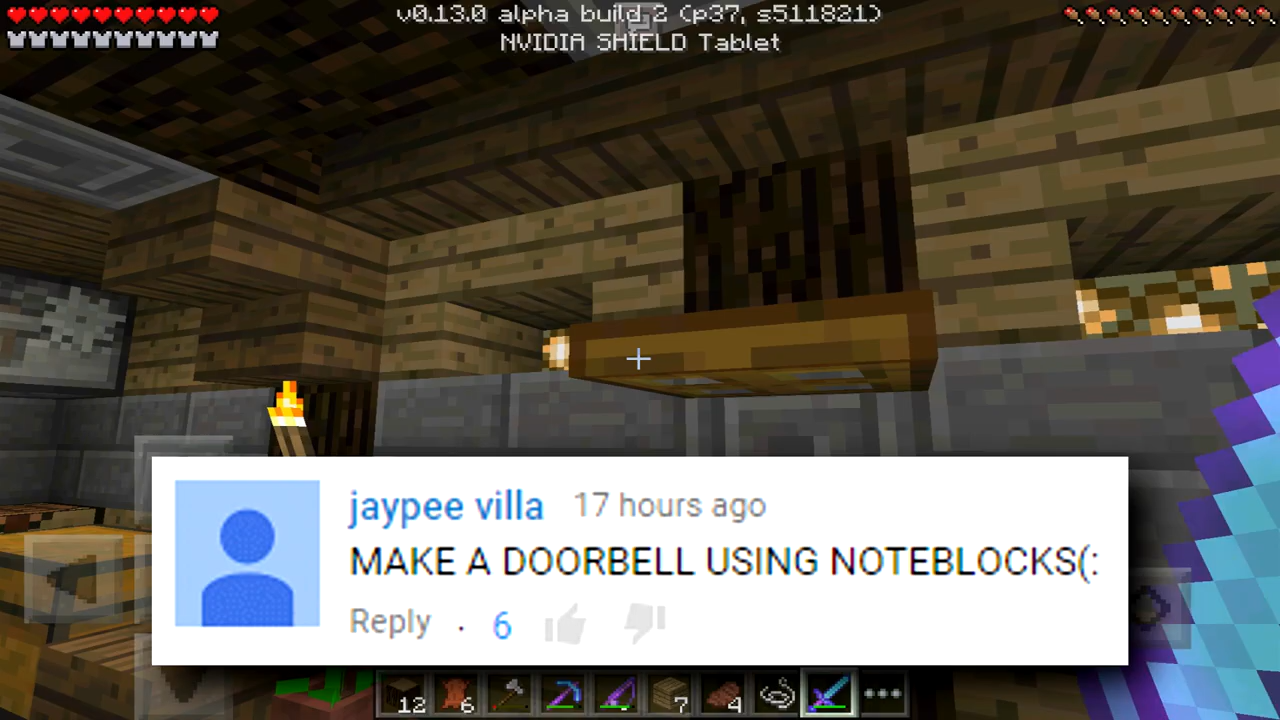 v0.13.0 alpha build 2 (p37, s511821)
NVIDIA SHIELD Tablet
jaypee villa 17 hours ago
MAKE A DOORBELL USING NOTEBLOCKS(:
Reply · 6
12 6 7 4